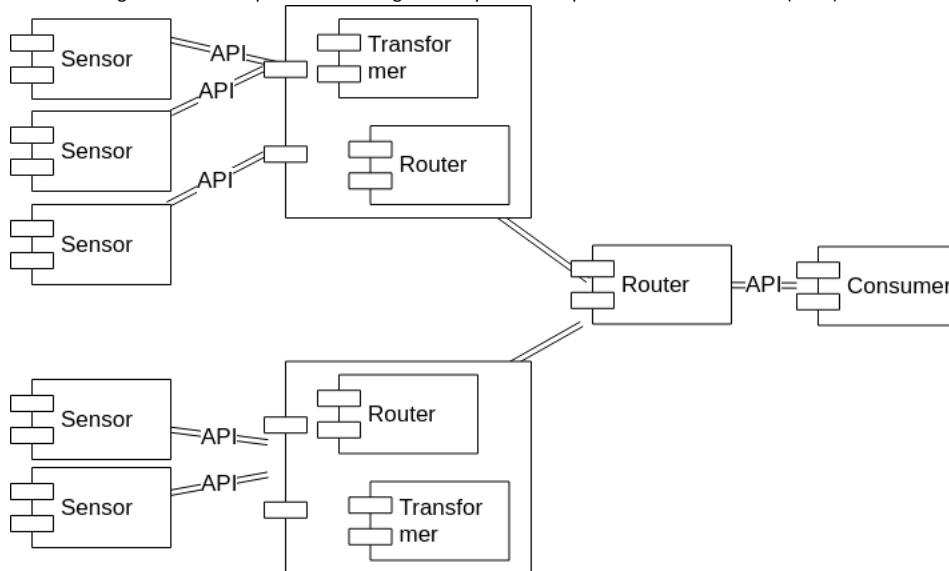 Sensor
API
Transfor
mer
API
Sensor
Router
API
Sensor
Router
API
Consumer
Sensor
API
Router
Sensor
API
Transfor
mer